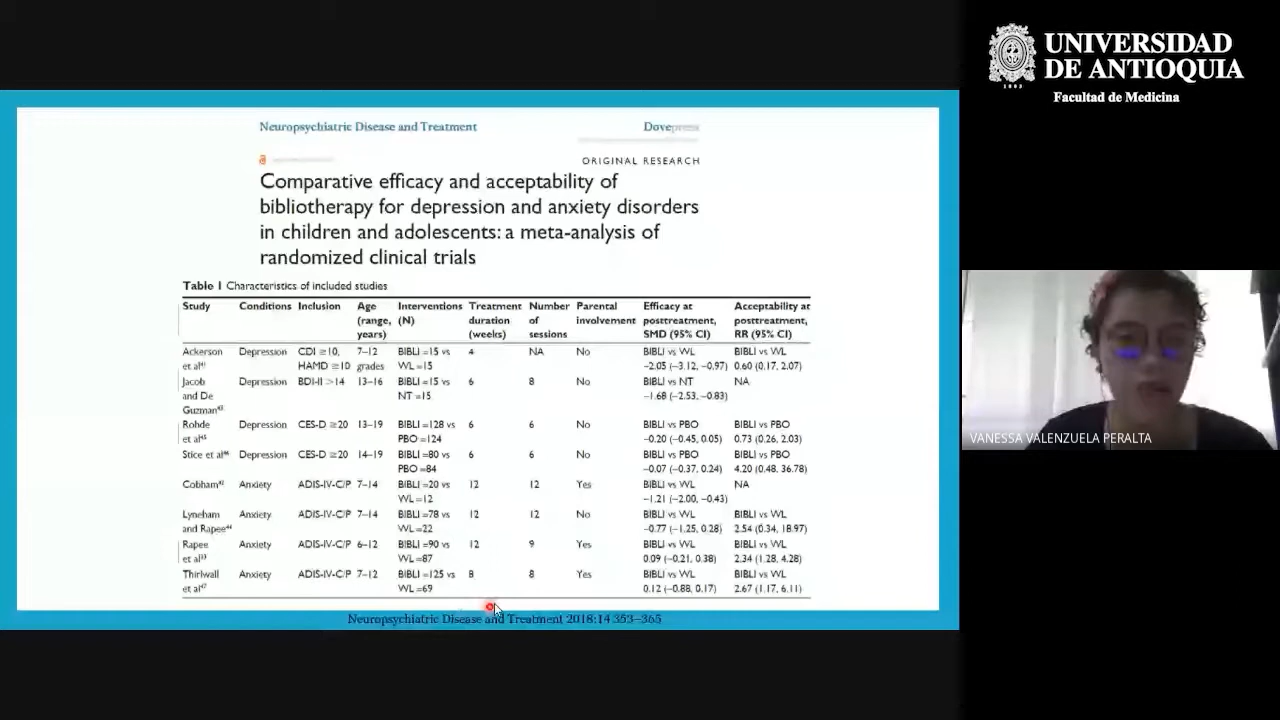 UNIVERSIDAD
DE ANTIOQUIA
1803
Facultad de Medicina
Neuropsychiatric Disease and Treatment
Dovepress
ORIGINAL RESEARCH
Comparative efficacy and acceptability of
bibliotherapy for depression and anxiety disorders
in children and adolescents: a meta-analysis of
randomized clinical trials
Table 1 Characteristics of included studies
Study Conditions Inclusion Age Interventions Treatment Number Parental Efficacy at Acceptability at
(range, (N) duration of involvement posttreatment, posttreatment,
years) (weeks) sessions SMD (95% CI) RR (95% CI)
Ackerson Depression CDI ≥10, 7–12 BIBLI =15 vs 4 NA No BIBLI vs WL BIBLI vs WL
et al HAMD ≥10 grades WL =15 −2.05 (−3.12, −0.97) 0.60 (0.17, 2.07)
Jacob Depression BDI-II >14 13–16 BIBLI =15 vs 6 8 No BIBLI vs NT NA
and De NT =15 −1.68 (−2.53, −0.83)
Guzman
Rohde Depression CES-D ≥20 13–19 BIBLI =128 vs 6 6 No BIBLI vs PBO BIBLI vs PBO
et al PBO =124 −0.20 (−0.45, 0.05) 0.73 (0.26, 2.03)
Stice et al Depression CES-D ≥20 14–19 BIBLI =80 vs 6 6 No BIBLI vs PBO BIBLI vs PBO
PBO =84 −0.07 (−0.37, 0.24) 4.20 (0.48, 36.78)
Cobham Anxiety ADIS-IV-C/P 7–14 BIBLI =20 vs 12 12 Yes BIBLI vs WL NA
WL =12 −1.21 (−2.00, −0.43)
Lyneham Anxiety ADIS-IV-C/P 7–14 BIBLI =78 vs 12 12 No BIBLI vs WL BIBLI vs WL
and Rapee WL =22 −0.77 (−1.25, 0.28) 2.54 (0.34, 18.97)
Rapee Anxiety ADIS-IV-C/P 6–12 BIBLI =90 vs 12 9 Yes BIBLI vs WL BIBLI vs WL
et al WL =87 0.09 (−0.21, 0.38) 2.34 (1.28, 4.28)
Thirlwall Anxiety ADIS-IV-C/P 7–12 BIBLI =125 vs 8 8 Yes BIBLI vs WL BIBLI vs WL
et al WL =69 0.12 (−0.88, 0.17) 2.67 (1.17, 6.11)
Neuropsychiatric Disease and Treatment 2018:14 353–365
VANESSA VALENZUELA PERALTA